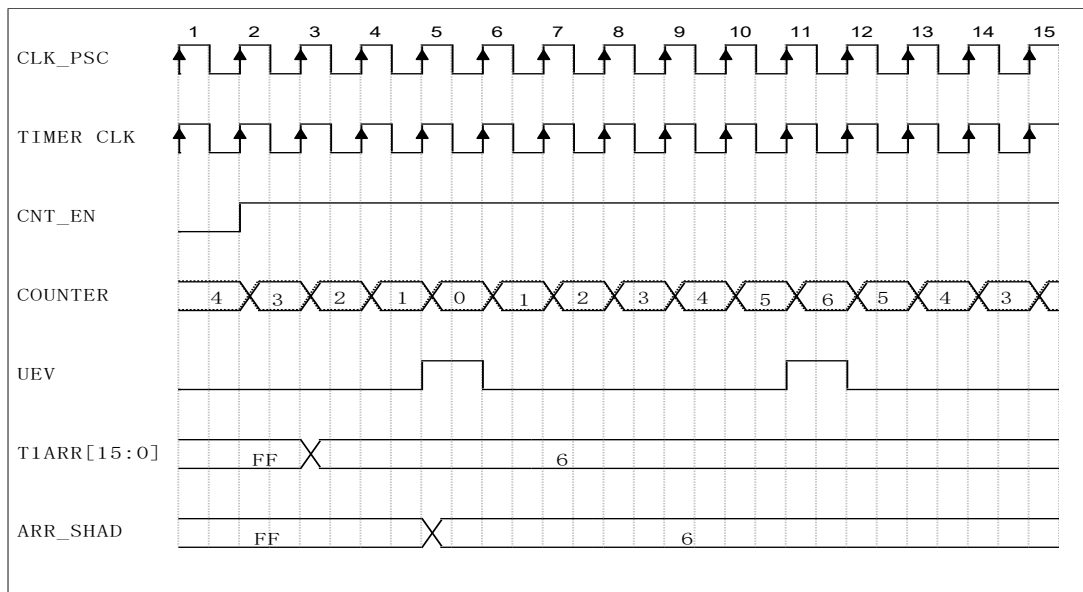 1 2 3 4 5 6 7 8 9 10 11 12 13 14 15
CLK_PSC
TIMER CLK
CNT_EN
COUNTER 4 3 2 1 0 1 2 3 4 5 6 5 4 3
UEV
T1ARR[15:0] FF 6
ARR_SHAD FF 6